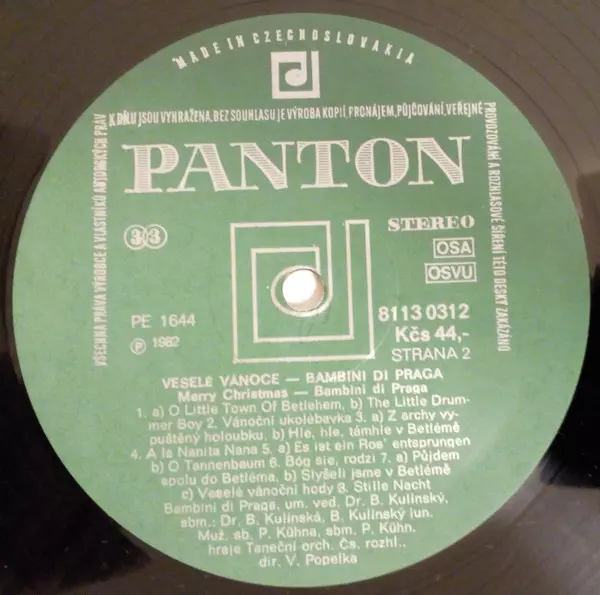 MADE IN CZECHOSLOVAKIA
VŠECHNA PRÁVA VÝROBCE A VLASTNÍKŮ AUTORSKÝCH PRÁV K DÍLU JSOU VYHRAŽENA. BEZ SOUHLASU JE VÝROBA KOPIÍ, PRONÁJEM, PŮJČOVÁNÍ, VEŘEJNÉ PROVOZOVÁNÍ A ROZHLASOVÉ ŠÍŘENÍ TÉTO DESKY ZAKÁZÁNO
PANTON
33
STEREO
OSA
OSVU
PE 1644
℗ 1982
8113 0312
Kčs 44,-
STRANA 2
VESELÉ VÁNOCE — BAMBINI DI PRAGA
Merry Christmas — Bambini di Praga
1. a) O Little Town Of Betlehem, b) The Little Drum-
mer Boy 2. Vánoční ukolébavka 3. a) Z archy vy-
puštěný holoubku, b) Hle, hle, támhle v Betlémě
4. A la Nanita Nana 5. a) Es ist ein Ros' entsprungen
b) O Tannenbaum 6. Bóg sie, rodzi 7. a) Půjdem
spolu do Betléma, b) Slyšeli jsme v Betlémě
c) Veselé vánoční hody 8. Stille Nacht
Bambini di Praga, um. ved. Dr. B. Kulínský,
sbm.: Dr. B. Kulínská, B. Kulínský jun.
Muž. sb. P. Kühna, sbm. P. Kühn.
hraje Taneční orch. Čs. rozhl..
dir. V. Popelka